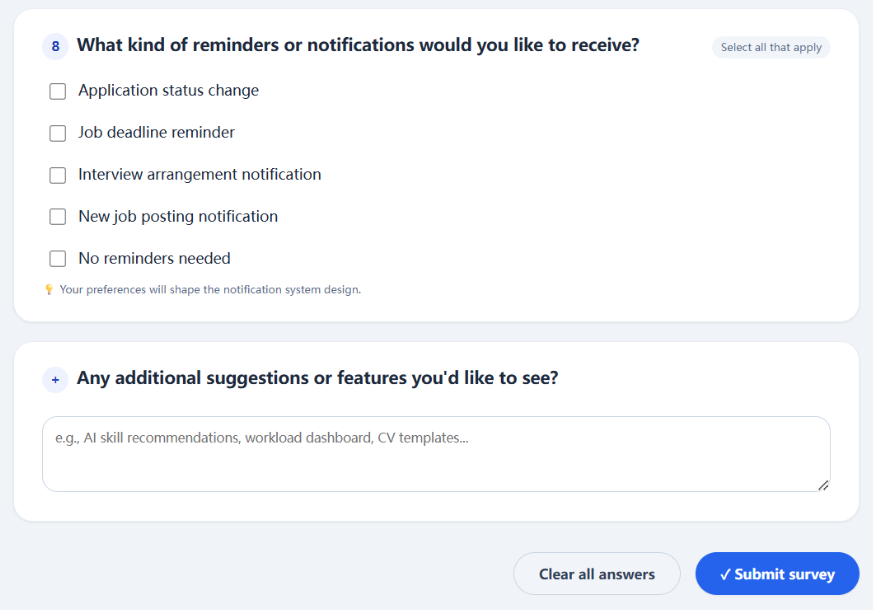 8 What kind of reminders or notifications would you like to receive? Select all that apply
Application status change
Job deadline reminder
Interview arrangement notification
New job posting notification
No reminders needed
💡 Your preferences will shape the notification system design.
+ Any additional suggestions or features you'd like to see?
e.g., AI skill recommendations, workload dashboard, CV templates...
Clear all answers ✓ Submit survey